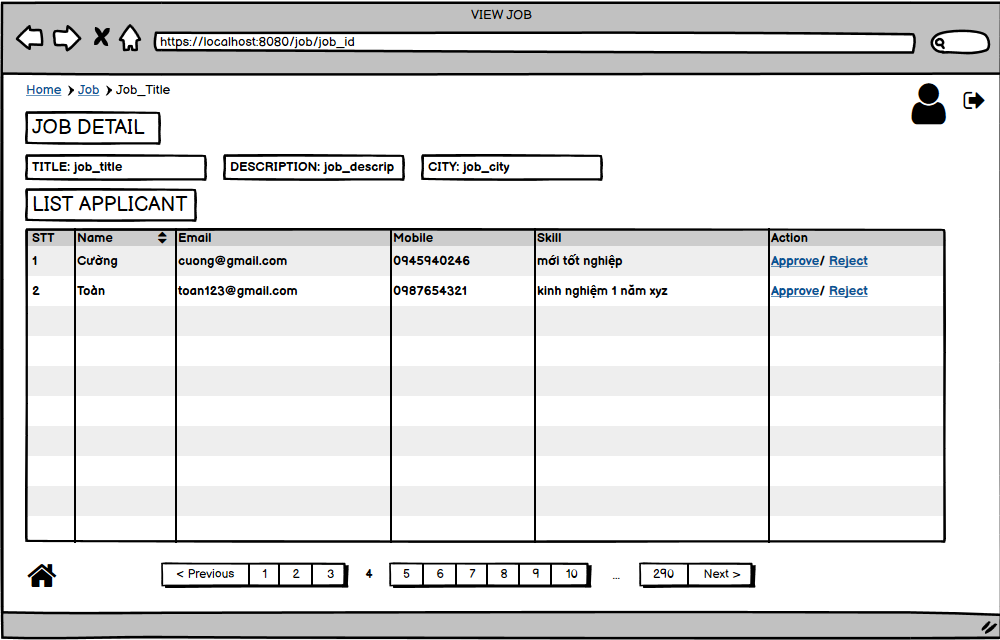 VIEW JOB
https://localhost:8080/job/job_id
Home Job Job_Title
JOB DETAIL
TITLE: job_title DESCRIPTION: job_descrip CITY: job_city
LIST APPLICANT
STT Name Email Mobile Skill Action
1 Cường cuong@gmail.com 0945940246 mới tốt nghiệp Approve/ Reject
2 Toàn toan123@gmail.com 0987654321 kinh nghiệm 1 năm xyz Approve/ Reject
< Previous 1 2 3 4 5 6 7 8 9 10 ... 290 Next >